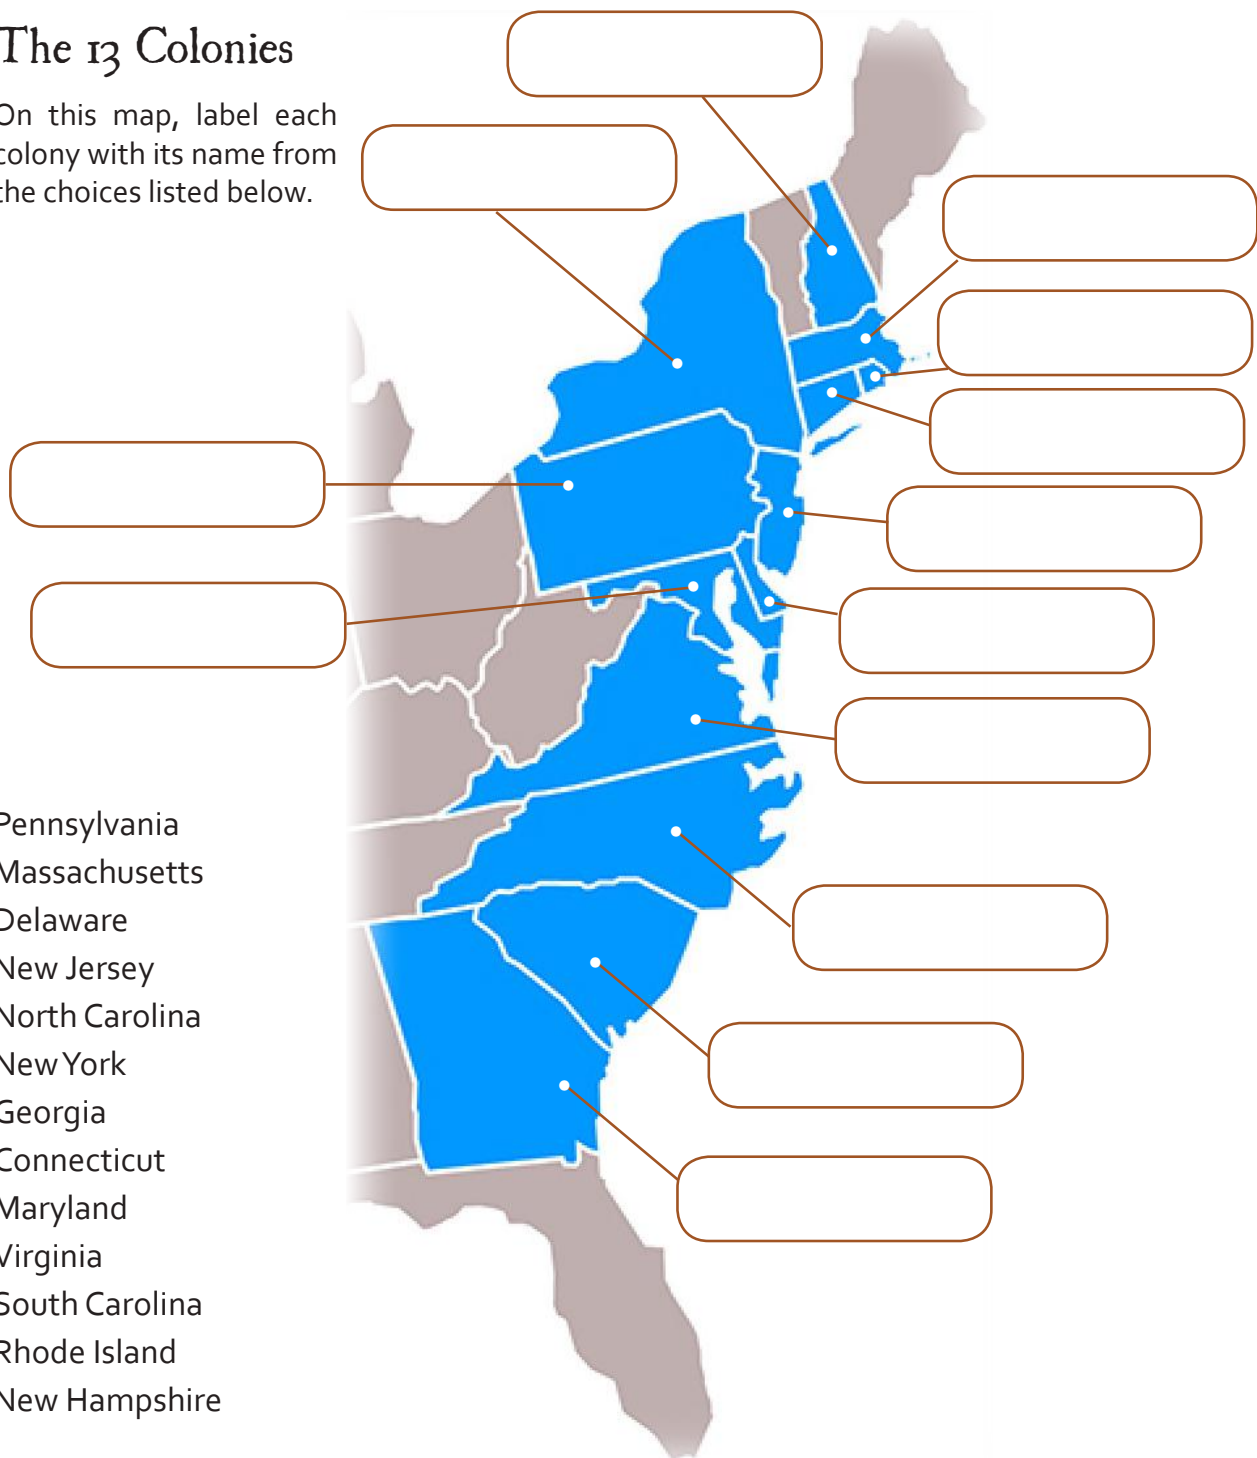 The 13 Colonies
On this map, label each
colony with its name from
the choices listed below.
Pennsylvania
Massachusetts
Delaware
New Jersey
North Carolina
New York
Georgia
Connecticut
Maryland
Virginia
South Carolina
Rhode Island
New Hampshire